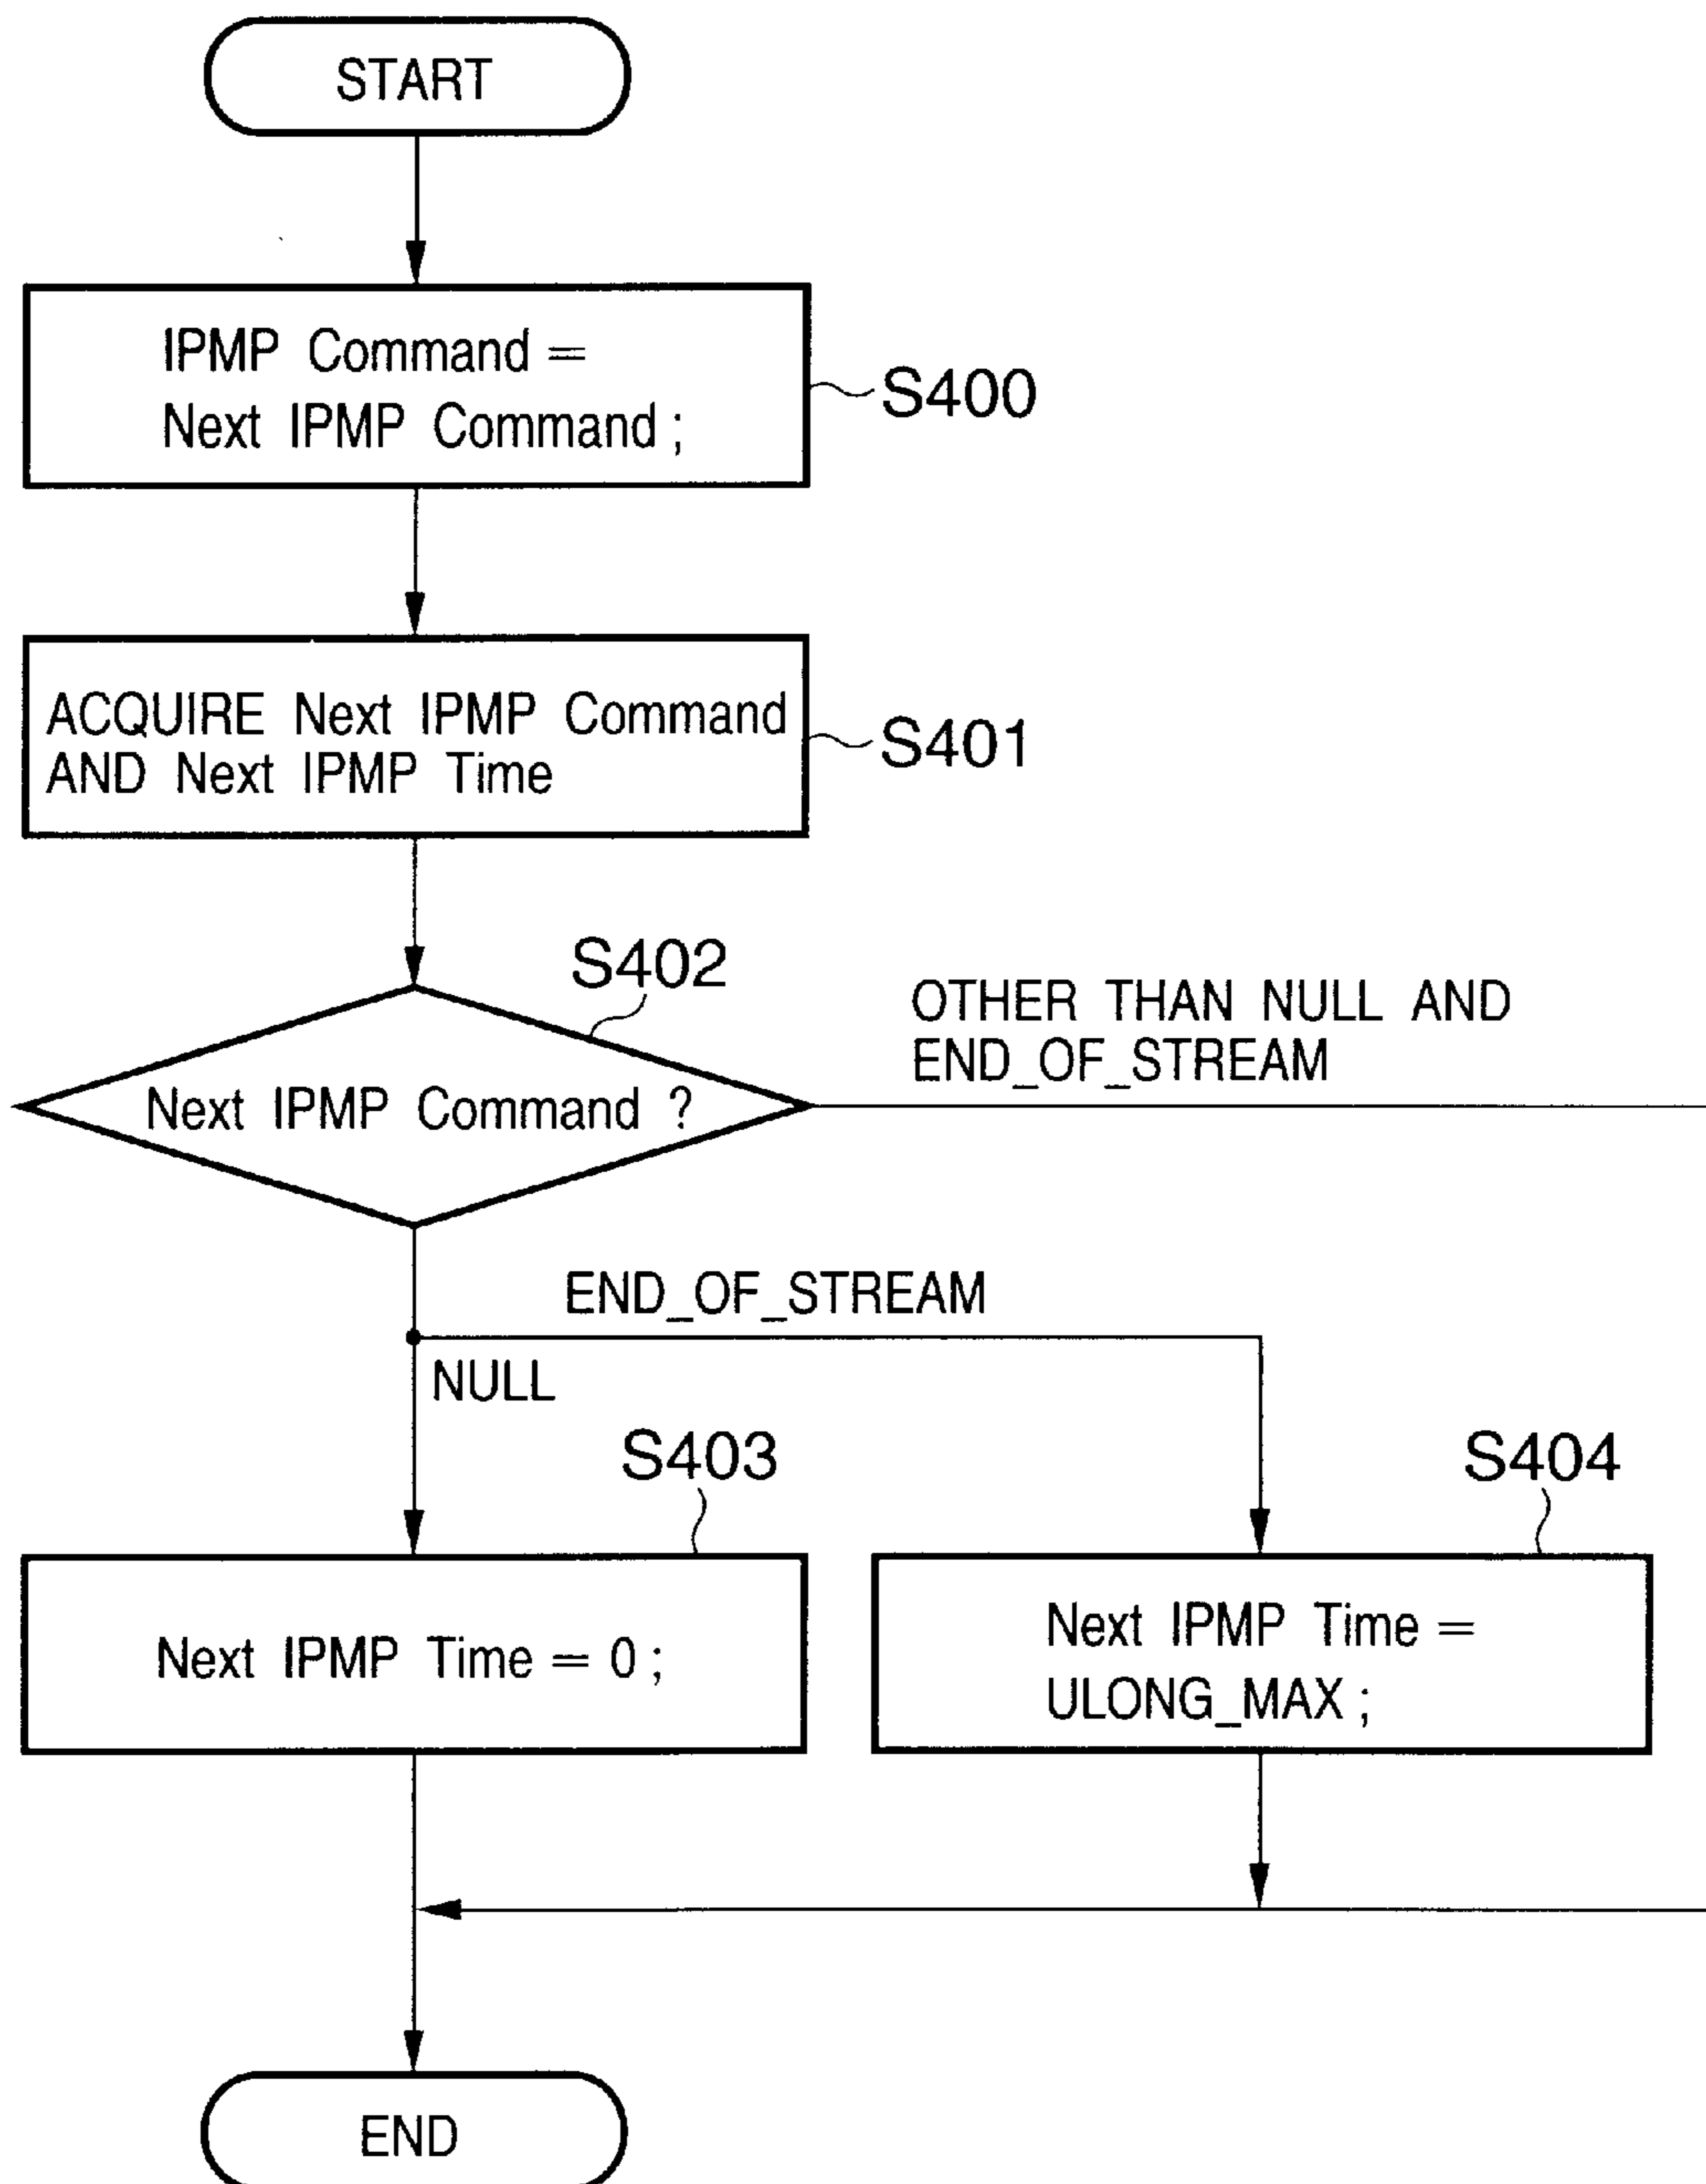 START
IPMP Command =
Next IPMP Command ;
S400
ACQUIRE Next IPMP Command
AND Next IPMP Time
S401
S402
Next IPMP Command ?
OTHER THAN NULL AND
END_OF_STREAM
END_OF_STREAM
NULL
S403
Next IPMP Time = 0 ;
S404
Next IPMP Time =
ULONG_MAX ;
END